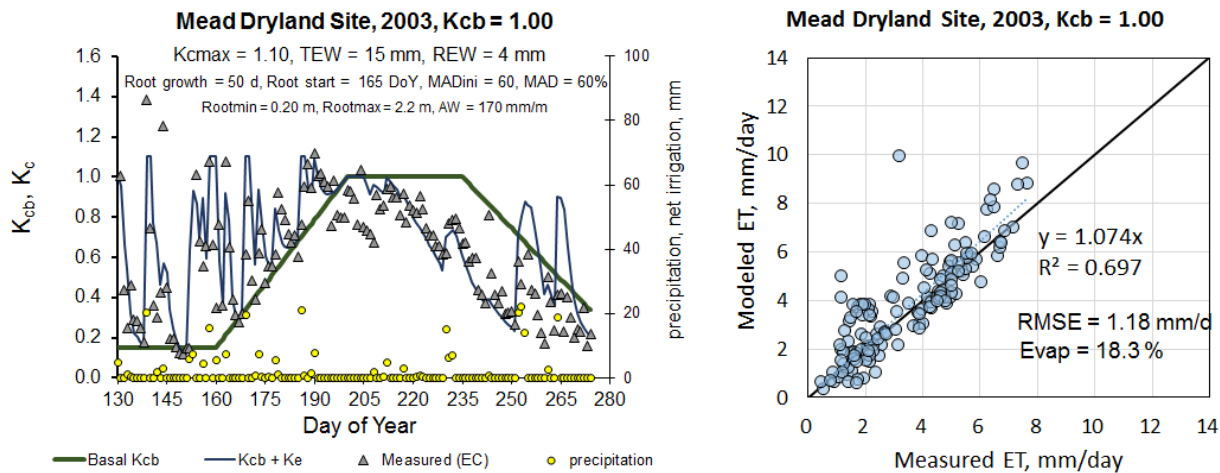 Mead Dryland Site, 2003, Kcb = 1.00
Kcmax = 1.10, TEW = 15 mm, REW = 4 mm
Root growth = 50 d, Root start = 165 DoY, MADini = 60, MAD = 60%
Rootmin = 0.20 m, Rootmax = 2.2 m, AW = 170 mm/m
Kcb, Kc
1.6
1.4
1.2
1.0
0.8
0.6
0.4
0.2
0.0
100
80
60
40
20
0
precipitation, net irrigation, mm
130 145 160 175 190 205 220 235 250 265 280
Day of Year
Basal Kcb Kcb + Ke Measured (EC) precipitation
Mead Dryland Site, 2003, Kcb = 1.00
Modeled ET, mm/day
14
12
10
8
6
4
2
0
y = 1.074x
R² = 0.697
RMSE = 1.18 mm/d
Evap = 18.3 %
0 2 4 6 8 10 12 14
Measured ET, mm/day